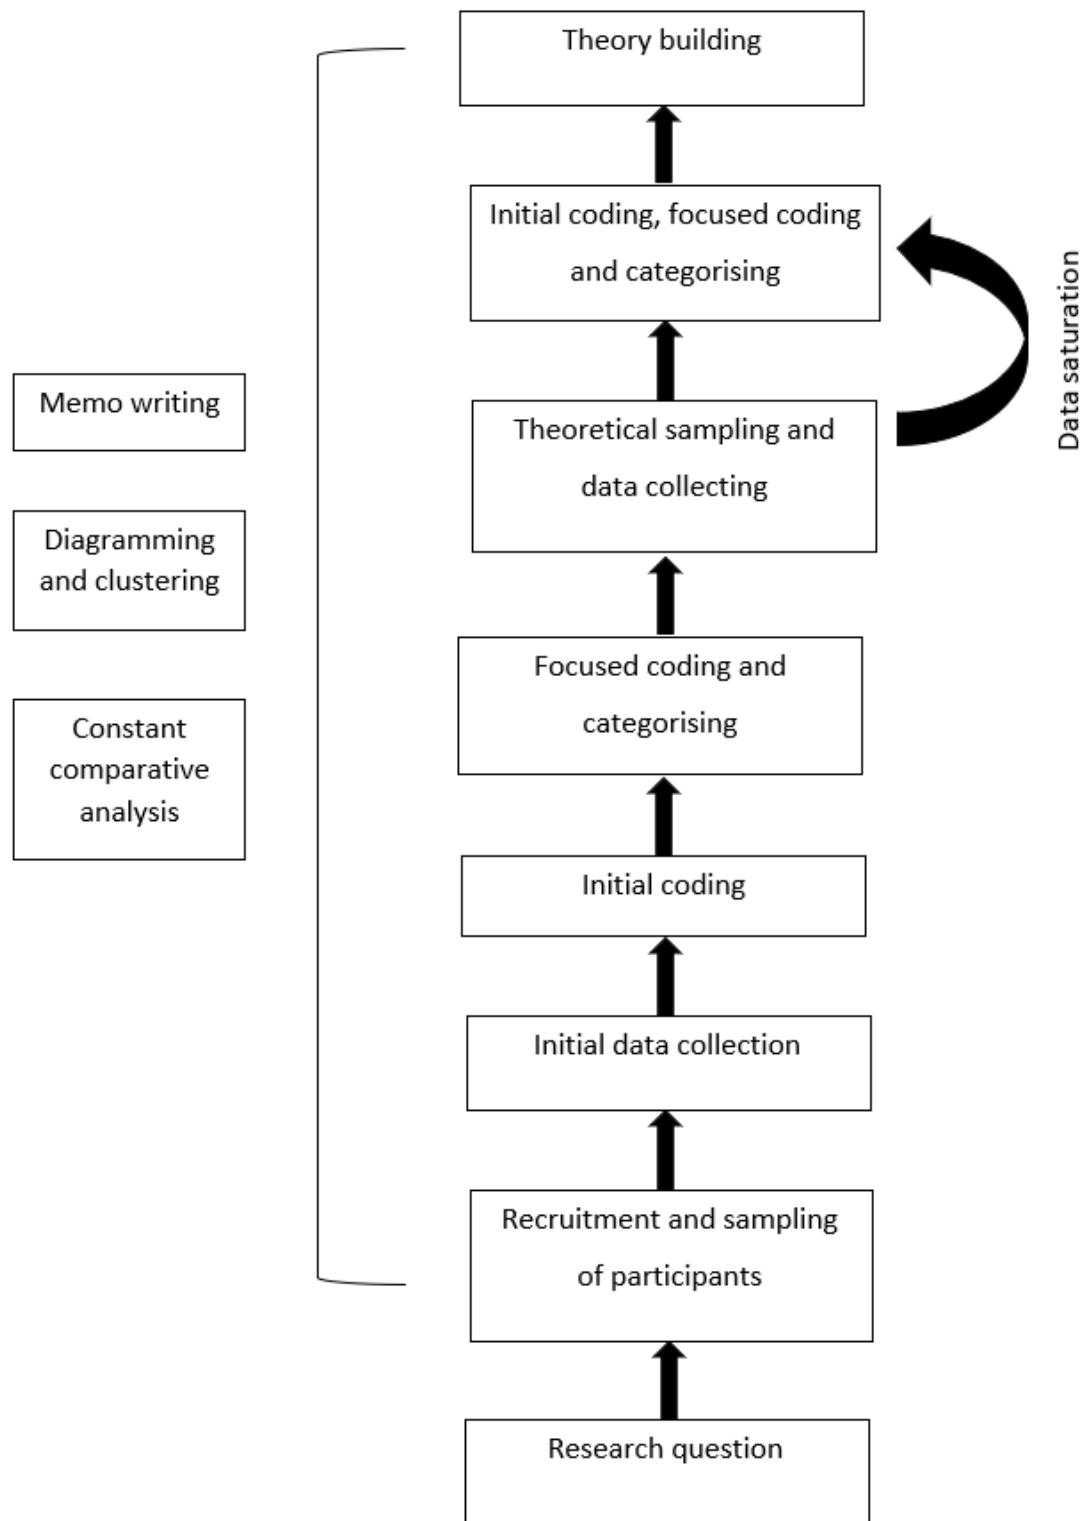 Theory building
Initial coding, focused coding
and categorising
Data saturation
Theoretical sampling and
data collecting
Memo writing
Diagramming
and clustering
Focused coding and
categorising
Constant
comparative
analysis
Initial coding
Initial data collection
Recruitment and sampling
of participants
Research question